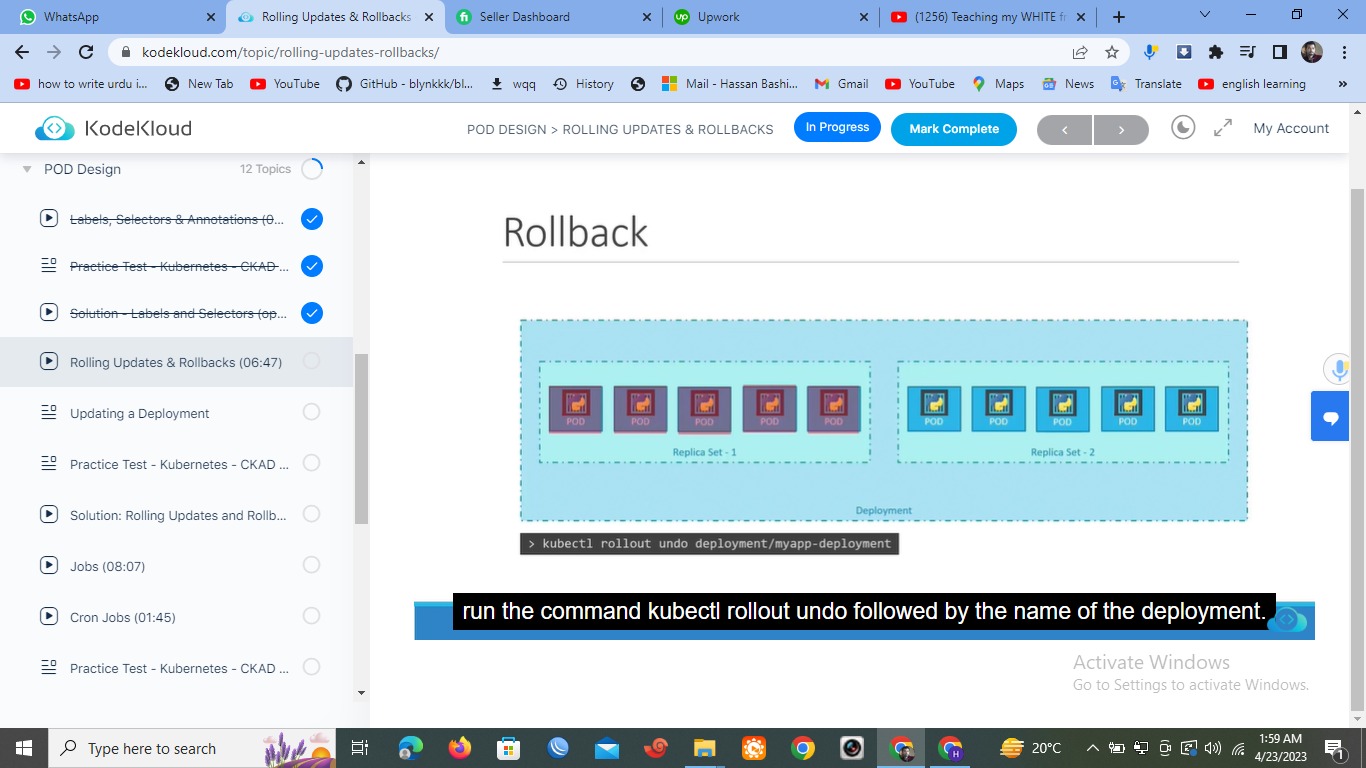 WhatsApp
Rolling Updates & Rollbacks
Seller Dashboard
Upwork
(1256) Teaching my WHITE fr
kodekloud.com/topic/rolling-updates-rollbacks/
how to write urdu i...
New Tab
YouTube
GitHub - blynkkk/bl...
wqq
History
Mail - Hassan Bashi...
Gmail
YouTube
Maps
News
Translate
english learning
»
KodeKloud
POD DESIGN > ROLLING UPDATES & ROLLBACKS
In Progress
Mark Complete
<
>
My Account
POD Design
12 Topics
Labels, Selectors & Annotations (0...
Practice Test - Kubernetes - CKAD ...
Solution - Labels and Selectors (op...
Rolling Updates & Rollbacks (06:47)
Updating a Deployment
Practice Test - Kubernetes - CKAD ...
Solution: Rolling Updates and Rollb...
Jobs (08:07)
Cron Jobs (01:45)
Practice Test - Kubernetes - CKAD ...
Rollback
POD POD POD POD POD
Replica Set - 1
POD POD POD POD POD
Replica Set - 2
Deployment
> kubectl rollout undo deployment/myapp-deployment
run the command kubectl rollout undo followed by the name of the deployment.
Activate Windows
Go to Settings to activate Windows.
Type here to search
20°C
1:59 AM
4/23/2023
1